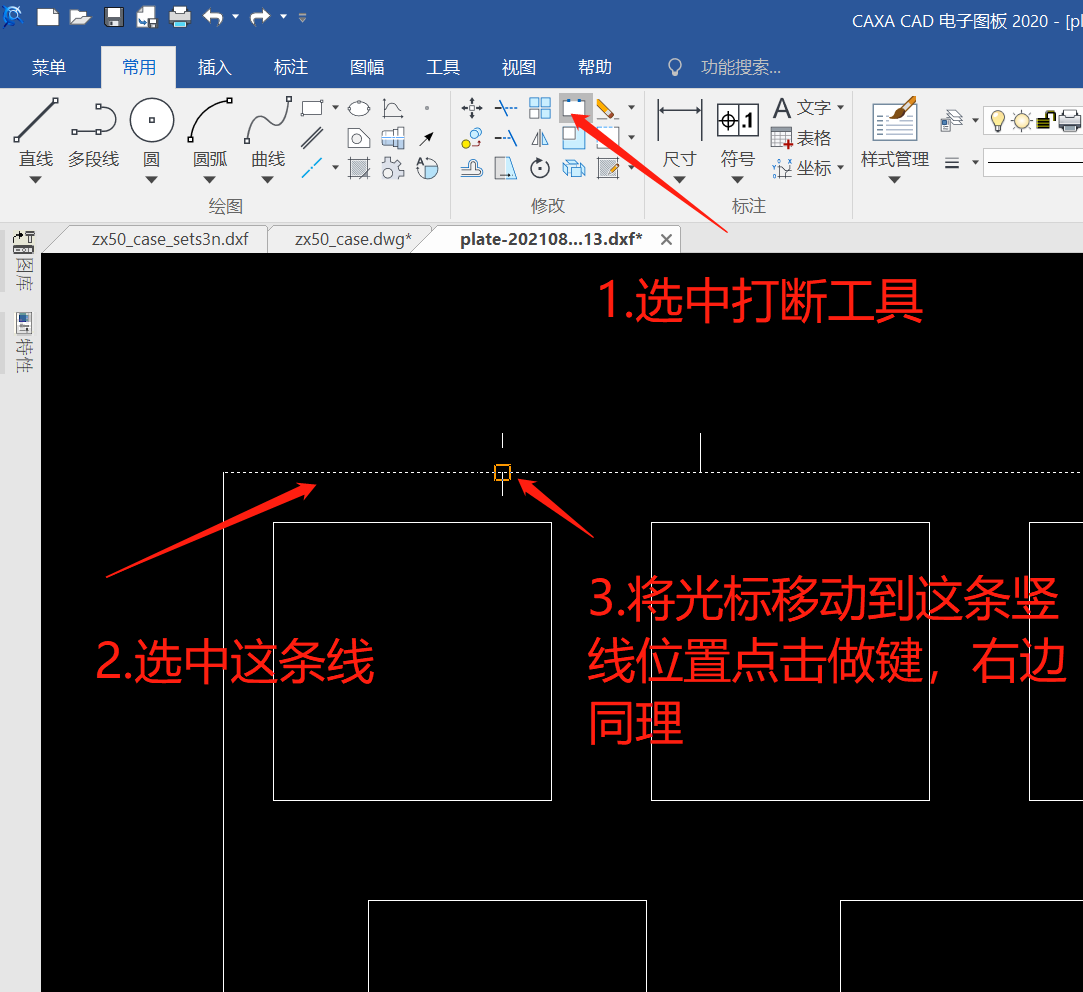 CAXA CAD 电子图板 2020 - [pl
菜单 常用 插入 标注 图幅 工具 视图 帮助 功能搜索...
文字
.1
表格
直线 多段线 圆 圆弧 曲线 尺寸 符号 坐标 样式管理
绘图 修改 标注
zx50_case_sets3n.dxf zx50_case.dwg* plate-202108...13.dxf*
图库
特性
1.选中打断工具
2.选中这条线
3.将光标移动到这条竖
线位置点击做键，右边
同理